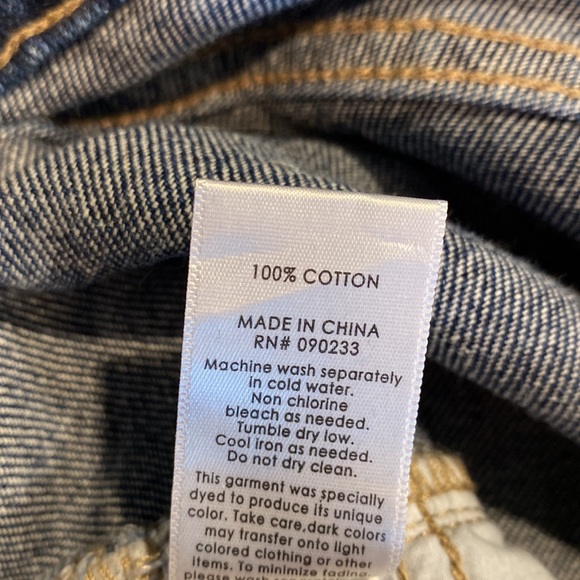 100% COTTON
MADE IN CHINA
RN# 090233
Machine wash separately
in cold water.
Non chlorine
bleach as needed.
Tumble dry low.
Cool iron as needed.
Do not dry clean.
This garment was specially
dyed to produce its unique
color. Take care,dark colors
may transfer onto light
colored clothing or other
items. To minimize fading,
please wash